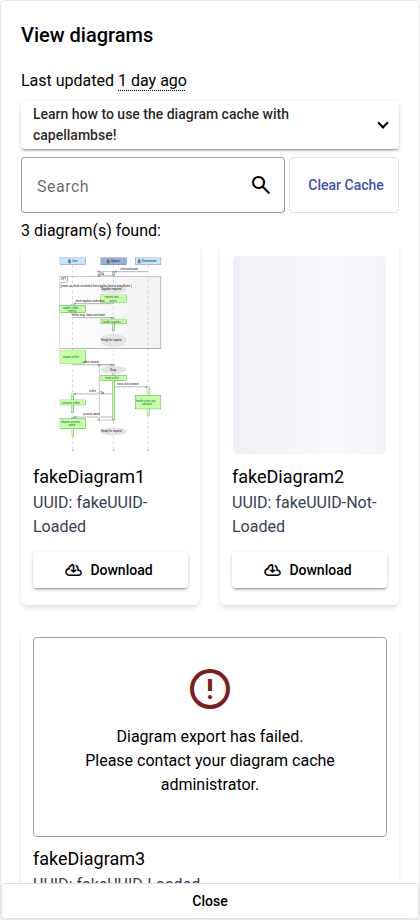 View diagrams
Last updated 1 day ago
Learn how to use the diagram cache with
capellambse!
Search
Clear Cache
3 diagram(s) found:
fakeDiagram1
UUID: fakeUUID-
Loaded
Download
fakeDiagram2
UUID: fakeUUID-Not-
Loaded
Download
Diagram export has failed.
Please contact your diagram cache
administrator.
fakeDiagram3
UUID: fakeUUID-Loaded
Close